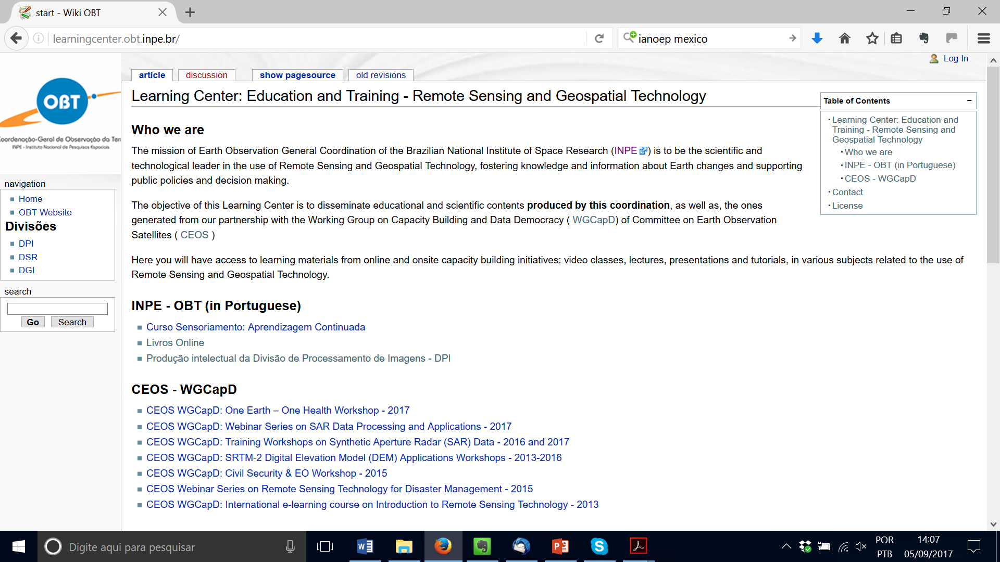 start - Wiki OBT
learningcenter.obt.inpe.br/
ianoep mexico
Log In
article
discussion
show pagesource
old revisions
OBT
Coordenação-Geral de Observação da Terr
INPE - Instituto Nacional de Pesquisas Espaciais
navigation
Home
OBT Website
Divisões
DPI
DSR
DGI
search
Go
Search
Learning Center: Education and Training - Remote Sensing and Geospatial Technology
Who we are
The mission of Earth Observation General Coordination of the Brazilian National Institute of Space Research (INPE) is to be the scientific and
technological leader in the use of Remote Sensing and Geospatial Technology, fostering knowledge and information about Earth changes and supporting
public policies and decision making.
The objective of this Learning Center is to disseminate educational and scientific contents produced by this coordination, as well as, the ones
generated from our partnership with the Working Group on Capacity Building and Data Democracy ( WGCapD) of Committee on Earth Observation
Satellites ( CEOS )
Here you will have access to learning materials from online and onsite capacity building initiatives: video classes, lectures, presentations and tutorials, in various subjects related to the use of
Remote Sensing and Geospatial Technology.
INPE - OBT (in Portuguese)
Curso Sensoriamento: Aprendizagem Continuada
Livros Online
Produção intelectual da Divisão de Processamento de Imagens - DPI
CEOS - WGCapD
CEOS WGCapD: One Earth – One Health Workshop - 2017
CEOS WGCapD: Webinar Series on SAR Data Processing and Applications - 2017
CEOS WGCapD: Training Workshops on Synthetic Aperture Radar (SAR) Data - 2016 and 2017
CEOS WGCapD: SRTM-2 Digital Elevation Model (DEM) Applications Workshops - 2013-2016
CEOS WGCapD: Civil Security & EO Workshop - 2015
CEOS Webinar Series on Remote Sensing Technology for Disaster Management - 2015
CEOS WGCapD: International e-learning course on Introduction to Remote Sensing Technology - 2013
Table of Contents
−
Learning Center: Education and
Training - Remote Sensing and
Geospatial Technology
Who we are
INPE - OBT (in Portuguese)
CEOS - WGCapD
Contact
License
Digite aqui para pesquisar
POR
PTB
14:07
05/09/2017